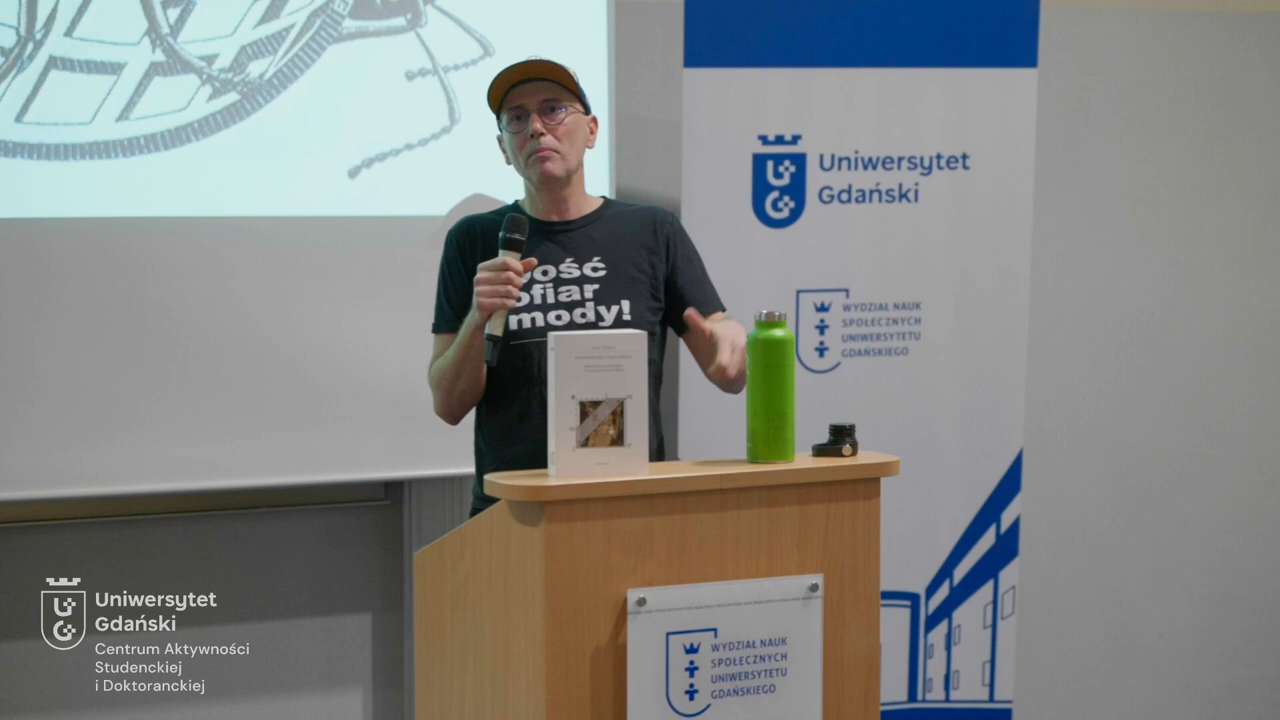 Uniwersytet
Gdański
WYDZIAŁ NAUK
SPOŁECZNYCH
UNIWERSYTETU
GDAŃSKIEGO
ość
ofiar
mody!
WYDZIAŁ NAUK
SPOŁECZNYCH
UNIWERSYTETU
GDAŃSKIEGO
Uniwersytet
Gdański
Centrum Aktywności
Studenckiej
i Doktoranckiej